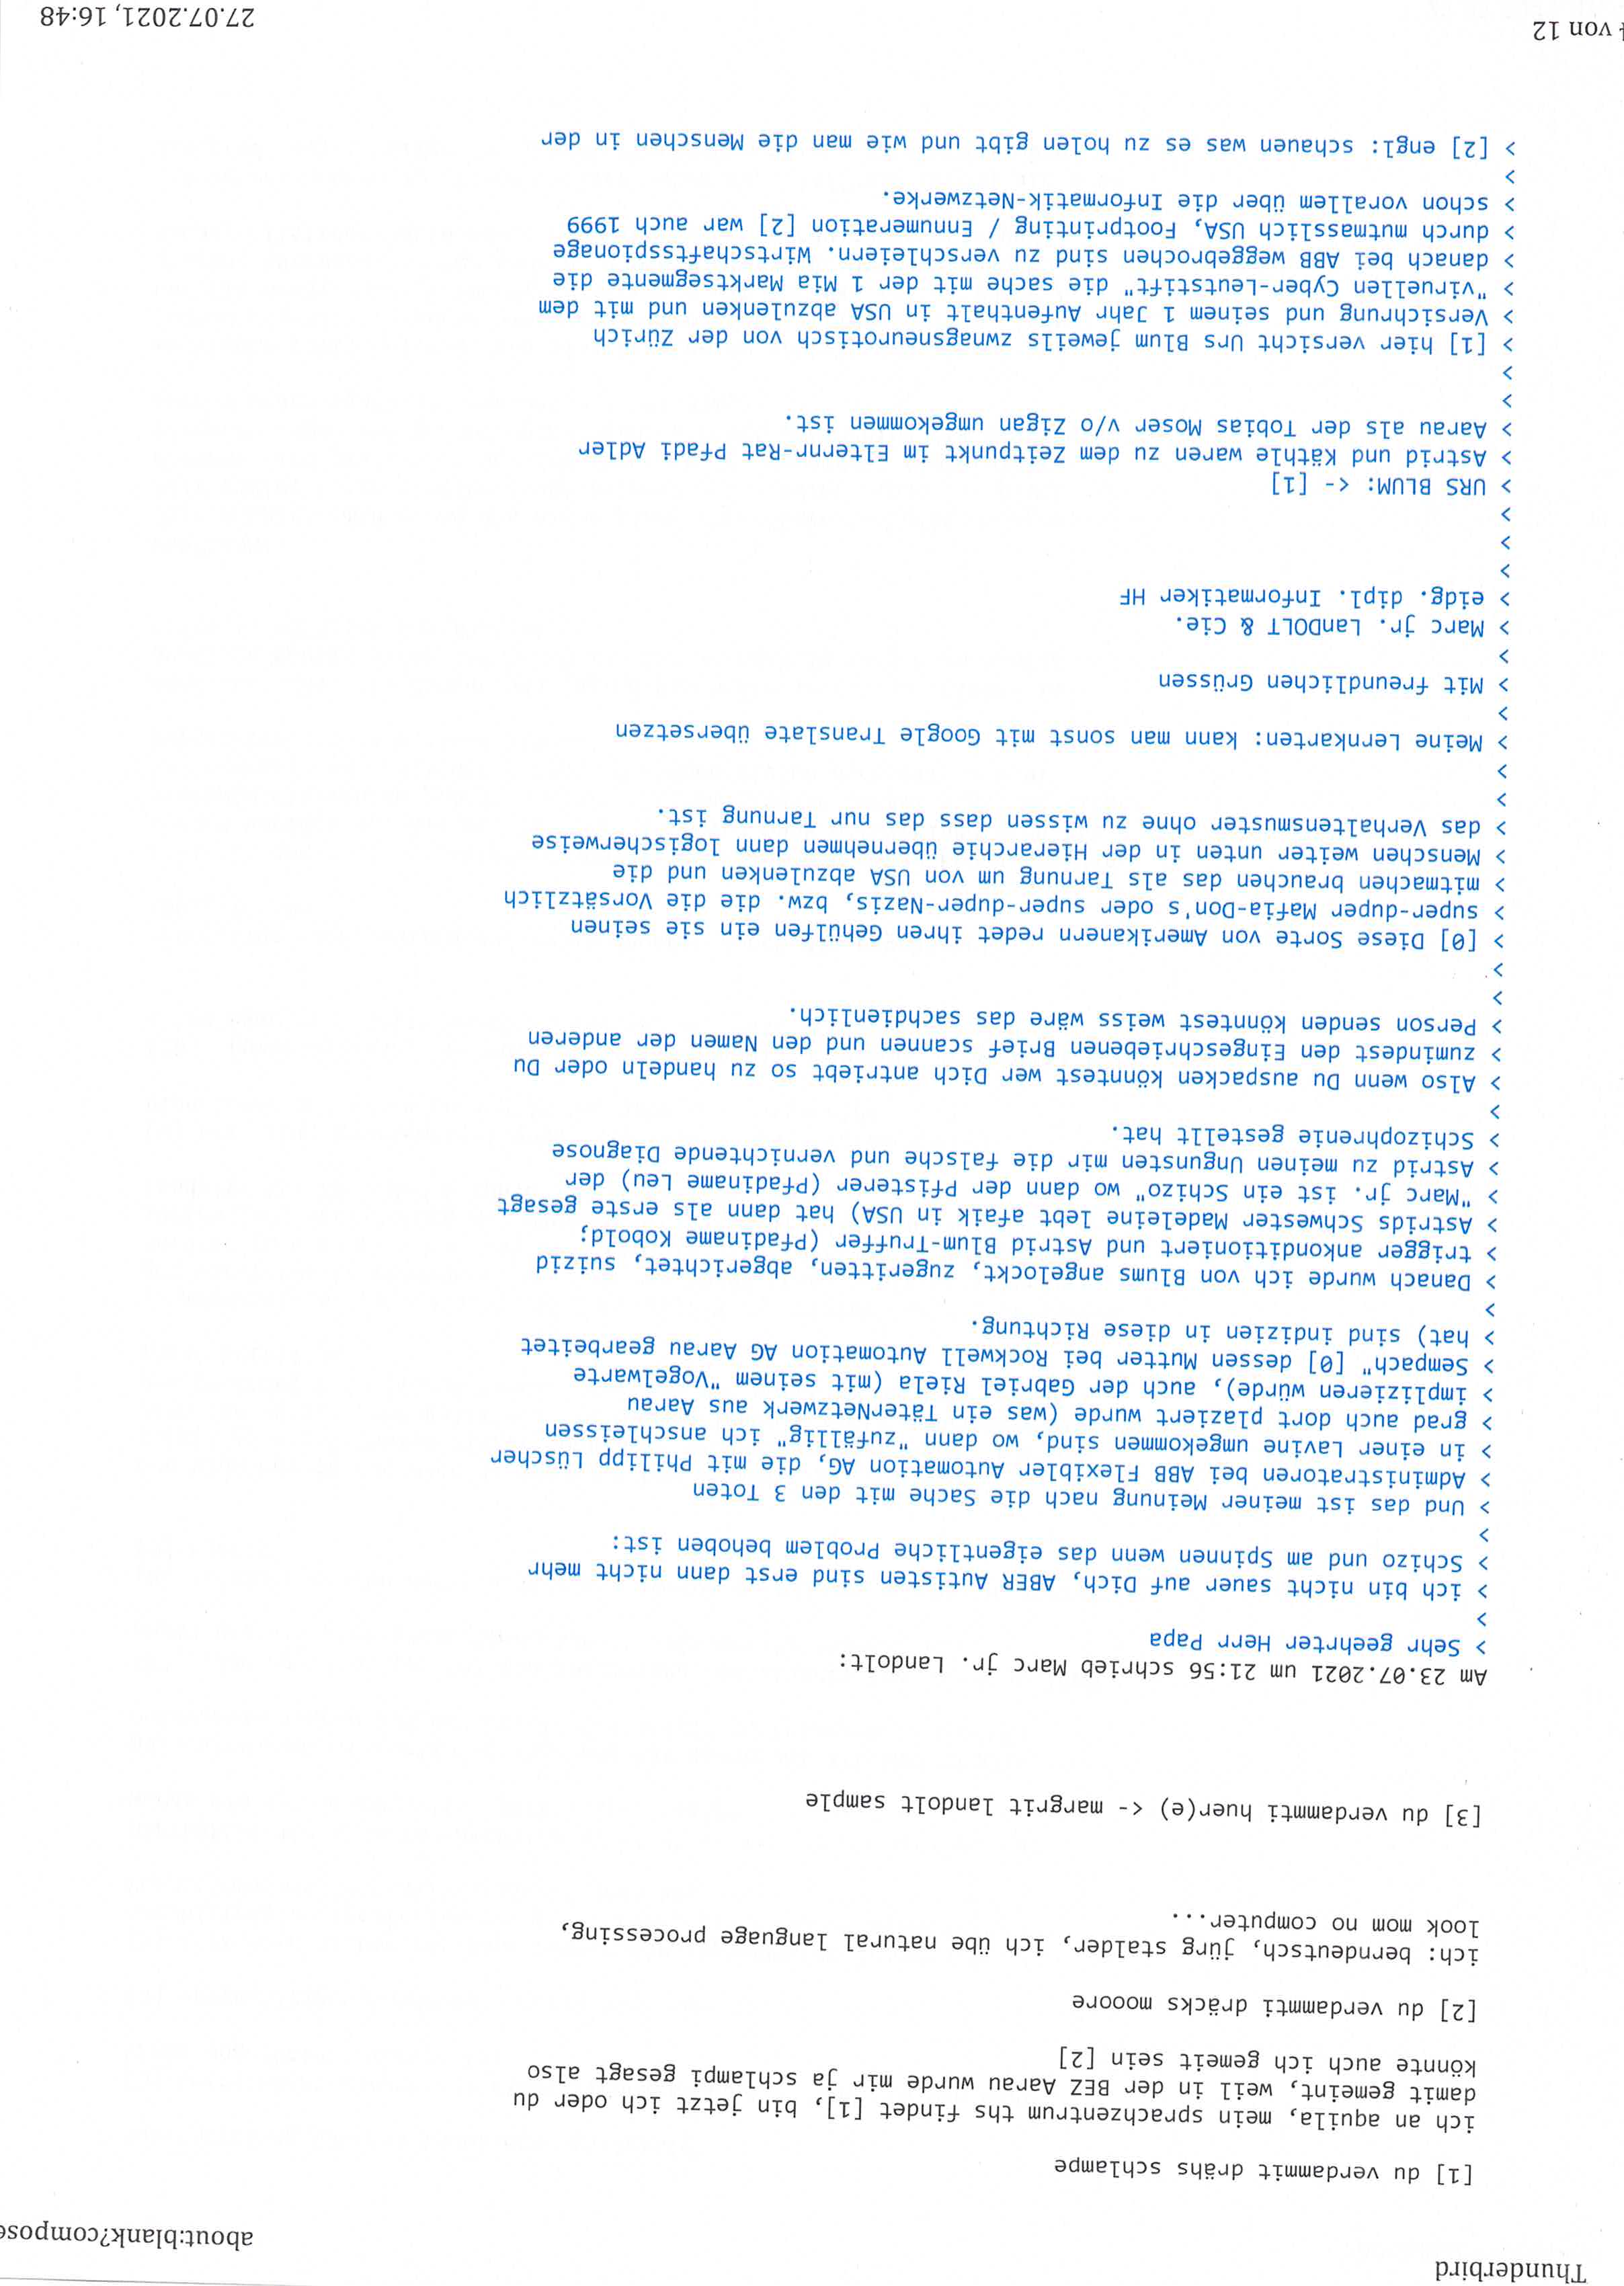 Thunderbird
about:blank?compose
[1] du verdammit drähs schlampe
ich an aquila, mein sprachzentrum ths findet [1], bin jetzt ich oder du
damit gemeint, weil in der BEZ Aarau wurde mir ja schlampi gesagt also
könnte auch ich gemeit sein [2]
[2] du verdammti dräcks mooore
ich: berndeutsch, jürg stalder, ich übe natural language processing,
look mom no computer...
[3] du verdammti huer(e) <- margrit landolt sample
Am 23.07.2021 um 21:56 schrieb Marc jr. Landolt:
> Sehr geehrter Herr Papa
>
> ich bin nicht sauer auf Dich, ABER Autisten sind erst dann nicht mehr
> Schizo und am Spinnen wenn das eigentliche Problem behoben ist:
>
> Und das ist meiner Meinung nach die Sache mit den 3 Toten
> Administratoren bei ABB Flexibler Automation AG, die mit Philipp Lüscher
> in einer Lavine umgekommen sind, wo dann "zufällig" ich anschleissen
> grad auch dort plaziert wurde (was ein TäterNetzwerk aus Aarau
> implizieren würde), auch der Gabriel Riela (mit seinem "Vogelwarte
> Sempach" [0] dessen Mutter bei Rockwell Automation AG Aarau gearbeitet
> hat) sind indizien in diese Richtung.
>
> Danach wurde ich von Blums angelockt, zugeritten, abgerichtet, suizid
> trigger ankonditioniert und Astrid Blum-Truffer (Pfadiname Kobold;
> Astrids Schwester Madeleine lebt afaik in USA) hat dann als erste gesagt
> "Marc jr. ist ein Schizo" wo dann der Pfisterer (Pfadiname Leu) der
> Astrid zu meinen Ungunsten mir die falsche und vernichtende Diagnose
> Schizophrenie gestellt hat.
>
> Also wenn Du auspacken könntest wer Dich antriebt so zu handeln oder Du
> zumindest den Eingeschriebenen Brief scannen und den Namen der anderen
> Person senden könntest weiss wäre das sachdienlich.
>
>
> [0] Diese Sorte von Amerikanern redet ihren Gehülfen ein sie seinen
> super-duper Mafia-Don's oder super-duper-Nazis, bzw. die die Vorsätzlich
> mitmachen brauchen das als Tarnung um von USA abzulenken und die
> Menschen weiter unten in der Hierarchie übernehmen dann logischerweise
> das Verhaltensmuster ohne zu wissen dass das nur Tarnung ist.
>
>
> Meine Lernkarten: kann man sonst mit Google Translate übersetzen
>
> Mit freundlichen Grüssen
>
> Marc jr. LanDOLT & Cie.
> eidg. dipl. Informatiker HF
>
>
>
> URS BLUM: <- [1]
> Astrid und Käthle waren zu dem Zeitpunkt im Elternr-Rat Pfadi Adler
> Aarau als der Tobias Moser v/o Zigan umgekommen ist.
>
>
> [1] hier versicht Urs Blum jeweils zwnagsneurotisch von der Zürich
> Versichrung und seinem 1 Jahr Aufenthalt in USA abzulenken und mit dem
> "viruellen Cyber-Leutstift" die sache mit der 1 Mia Marktsegmente die
> danach bei ABB weggebrochen sind zu verschleiern. Wirtschaftsspionage
> durch mutmasslich USA, Footprinting / Ennumeration [2] war auch 1999
> schon vorallem über die Informatik-Netzwerke.
>
> [2] engl: schauen was es zu holen gibt und wie man die Menschen in der
von 12
27.07.2021, 16:48